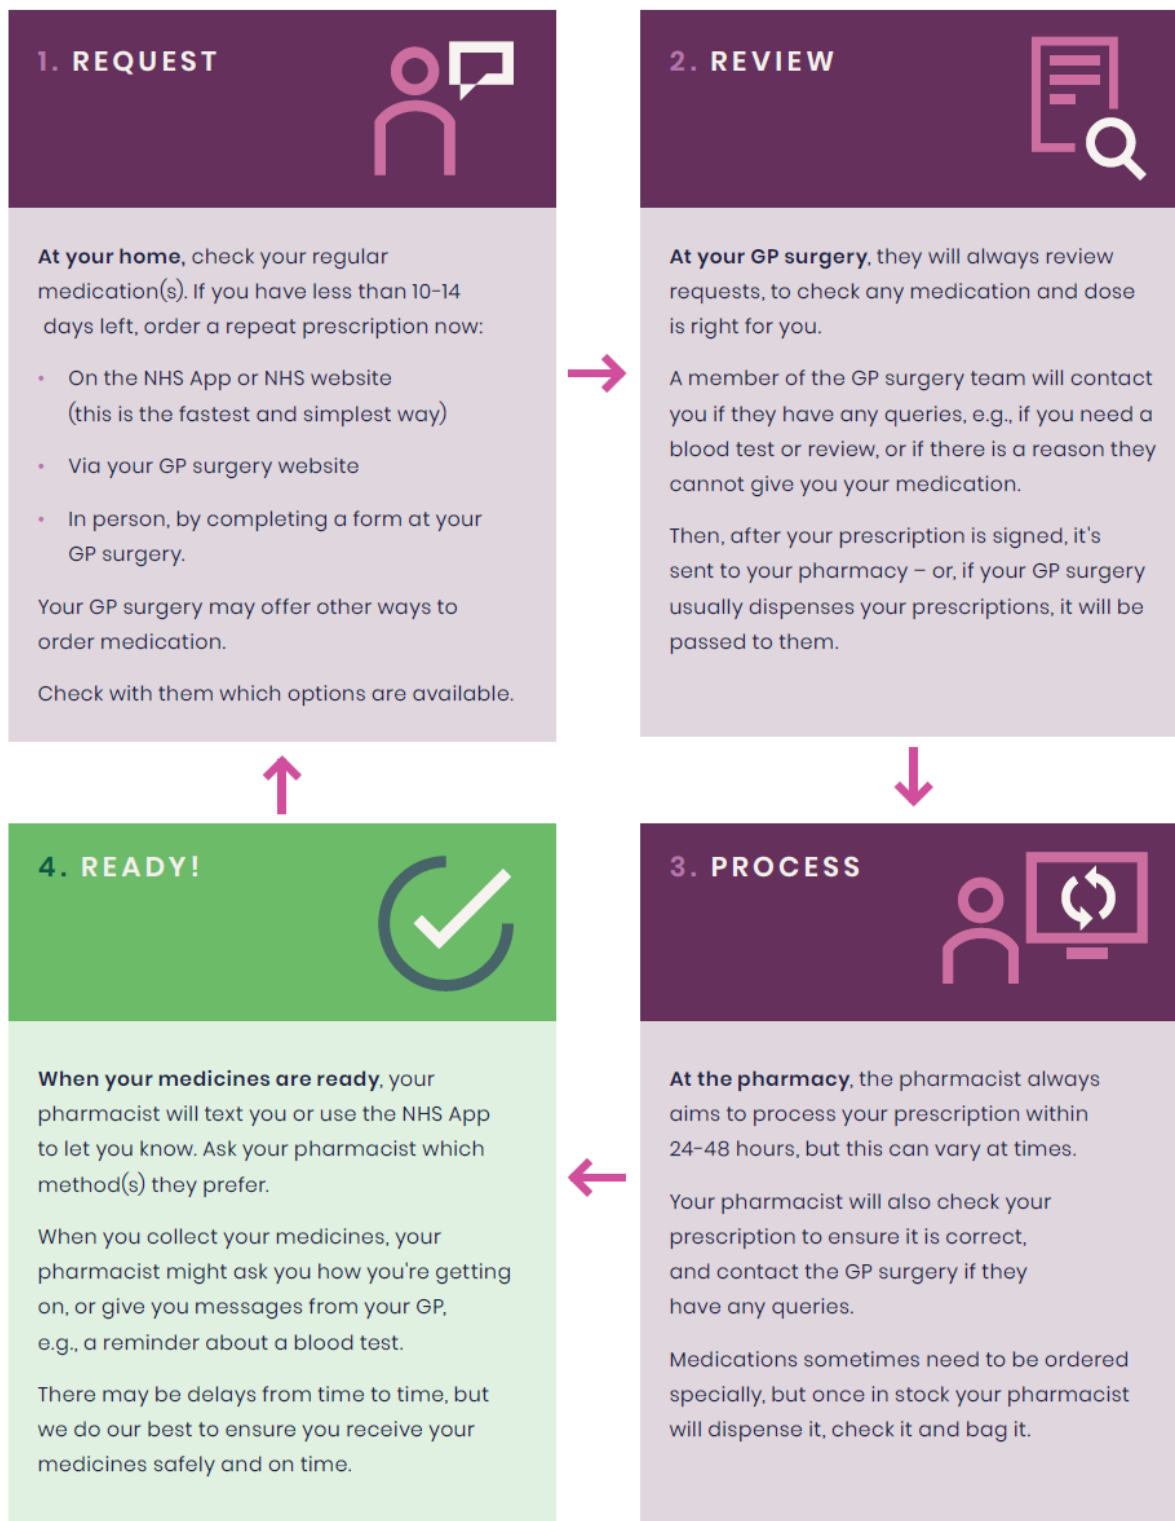 1. REQUEST
At your home, check your regular
medication(s). If you have less than 10-14
days left, order a repeat prescription now:
• On the NHS App or NHS website
(this is the fastest and simplest way)
• Via your GP surgery website
• In person, by completing a form at your
GP surgery.
Your GP surgery may offer other ways to
order medication.
Check with them which options are available.
2. REVIEW
At your GP surgery, they will always review
requests, to check any medication and dose
is right for you.
A member of the GP surgery team will contact
you if they have any queries, e.g., if you need a
blood test or review, or if there is a reason they
cannot give you your medication.
Then, after your prescription is signed, it's
sent to your pharmacy – or, if your GP surgery
usually dispenses your prescriptions, it will be
passed to them.
3. PROCESS
At the pharmacy, the pharmacist always
aims to process your prescription within
24-48 hours, but this can vary at times.
Your pharmacist will also check your
prescription to ensure it is correct,
and contact the GP surgery if they
have any queries.
Medications sometimes need to be ordered
specially, but once in stock your pharmacist
will dispense it, check it and bag it.
4. READY!
When your medicines are ready, your
pharmacist will text you or use the NHS App
to let you know. Ask your pharmacist which
method(s) they prefer.
When you collect your medicines, your
pharmacist might ask you how you're getting
on, or give you messages from your GP,
e.g., a reminder about a blood test.
There may be delays from time to time, but
we do our best to ensure you receive your
medicines safely and on time.